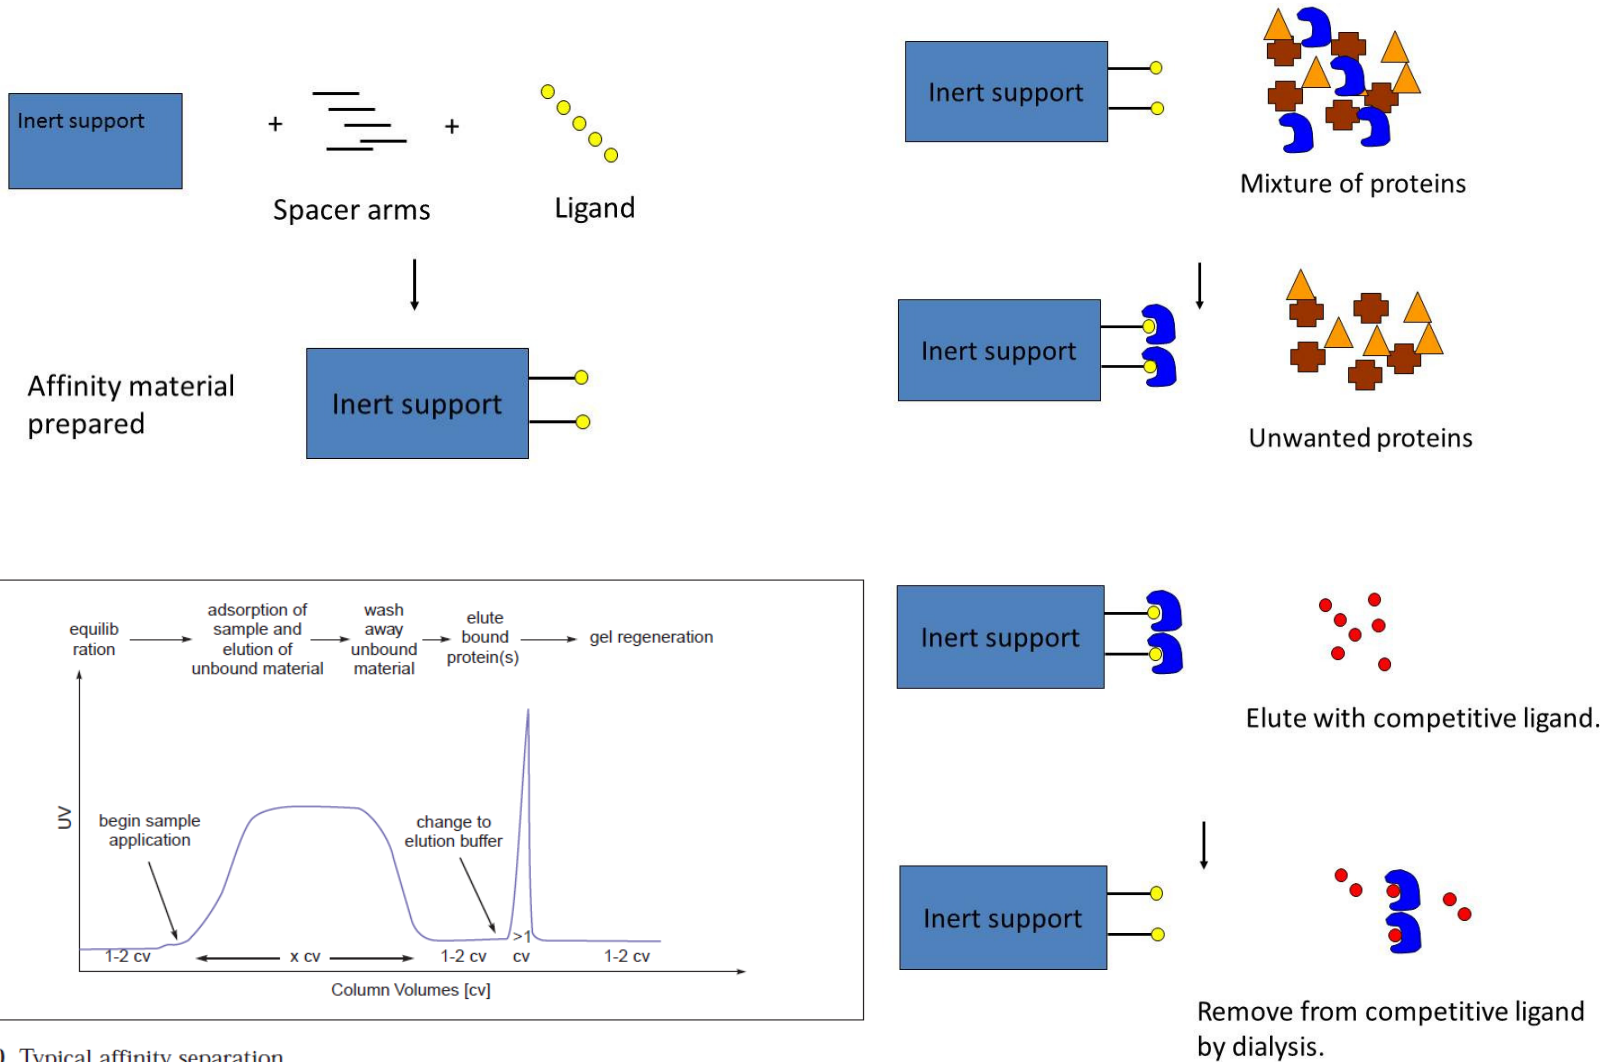 Inert support
+
+
Spacer arms
Ligand
Affinity material
prepared
Inert support
Inert support
Mixture of proteins
Inert support
Unwanted proteins
Inert support
Elute with competitive ligand.
Inert support
Remove from competitive ligand
by dialysis.
equilib
ration
adsorption of
sample and
elution of
unbound material
wash
away
unbound
material
elute
bound
protein(s)
gel regeneration
UV
begin sample
application
change to
elution buffer
1-2 cv
x cv
1-2 cv
>1
cv
1-2 cv
Column Volumes [cv]
Typical affinity separation